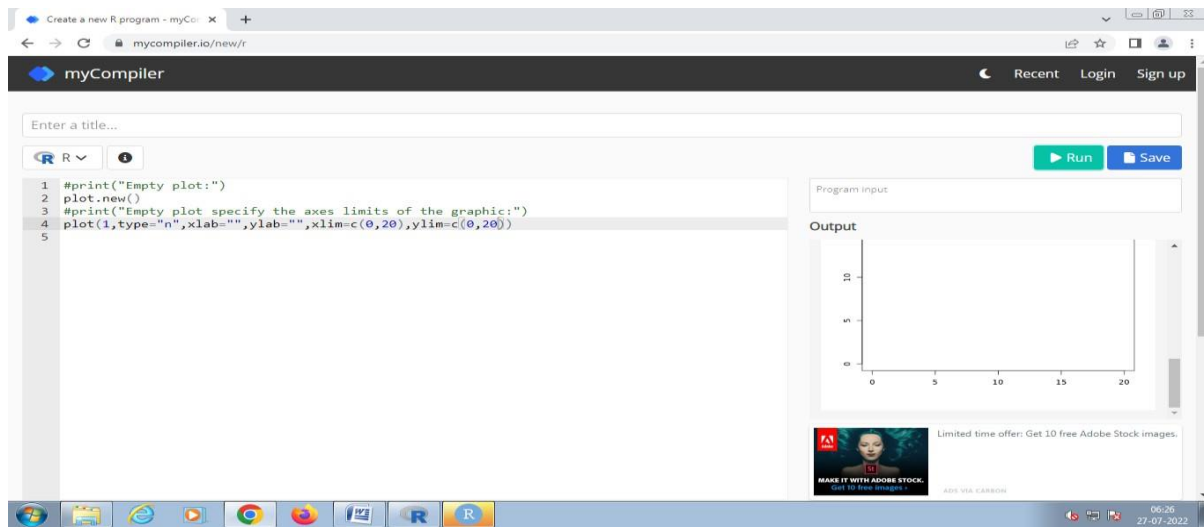 Create a new R program - myCo
mycompiler.io/new/r
myCompiler
Recent Login Sign up
Enter a title...
R R
Run Save
1 #print("Empty plot:")
2 plot.new()
3 #print("Empty plot specify the axes limits of the graphic:")
4 plot(1,type="n",xlab="",ylab="",xlim=c(0,20),ylim=c(0,20))
5
Program input
Output
10
5
0
0 5 10 15 20
Adobe
St
MAKE IT WITH ADOBE STOCK.
Get 10 free images ›
Limited time offer: Get 10 free Adobe Stock images.
ADS VIA CARBON
W R R
06:26
27-07-2022